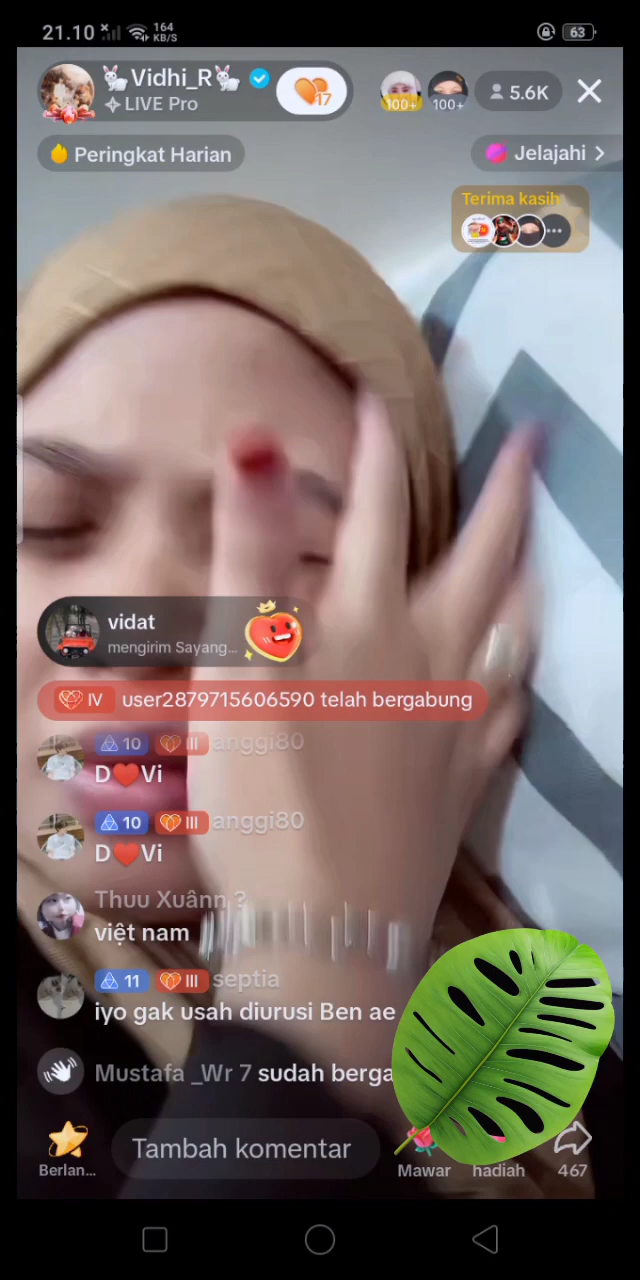 21.10
164
KB/S
63
Vidhi_R
LIVE Pro
17
100+
100+
5.6K
Peringkat Harian
Jelajahi
Terima kasih
vidat
mengirim Sayang...
IV user2879715606590 telah bergabung
10 III anggi80
D❤️Vi
10 III anggi80
D❤️Vi
Thuu Xuânn ?
việt nam
11 III septia
iyo gak usah diurusi Ben ae
Mustafa _Wr 7 sudah berga
Tambah komentar
Berlan...
Mawar
hadiah
467